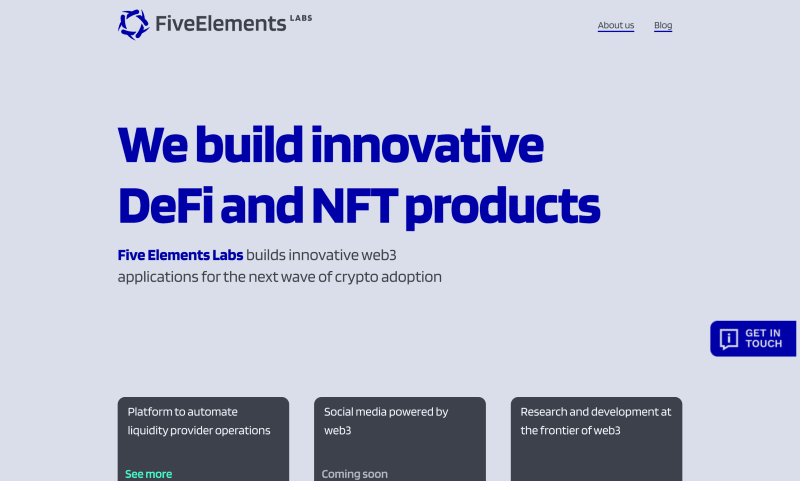 FiveElements LABS
About us
Blog
We build innovative
DeFi and NFT products
Five Elements Labs builds innovative web3
applications for the next wave of crypto adoption
GET IN
TOUCH
Platform to automate
liquidity provider operations
See more
Social media powered by
web3
Coming soon
Research and development at
the frontier of web3